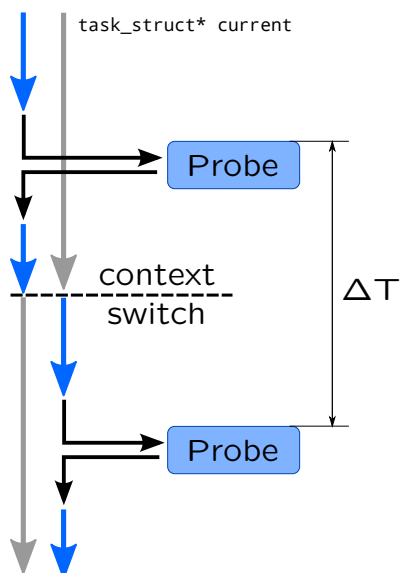 task_struct* current
Probe
context
switch
ΔT
Probe